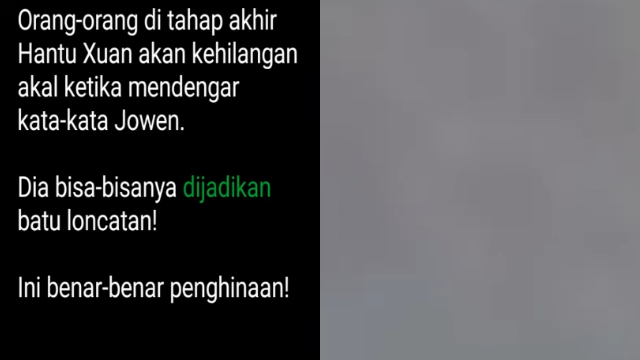 Orang-orang di tahap akhir
Hantu Xuan akan kehilangan
akal ketika mendengar
kata-kata Jowen.
Dia bisa-bisanya dijadikan
batu loncatan!
Ini benar-benar penghinaan!